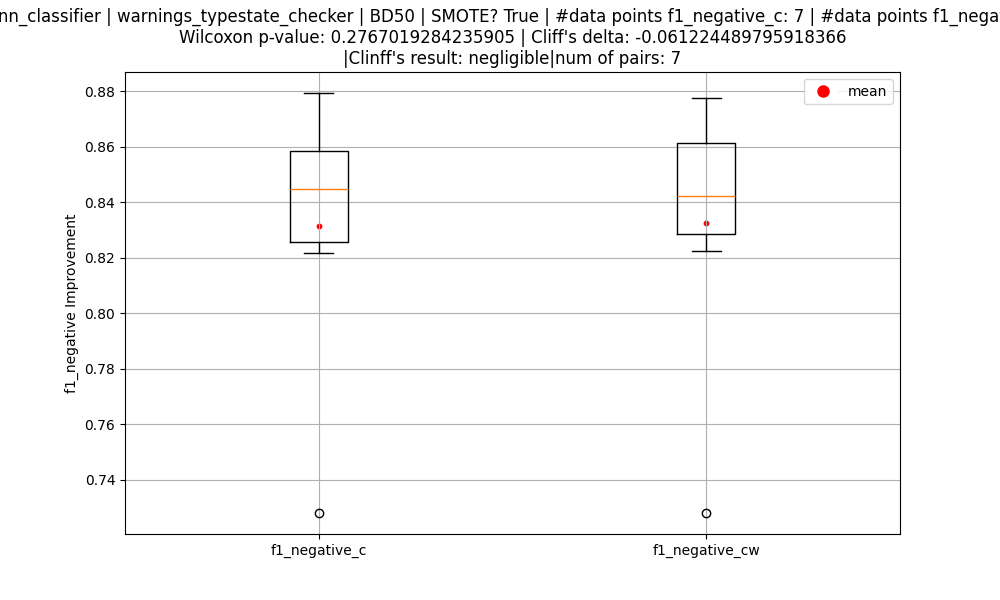 nn_classifier | warnings_typestate_checker | BD50 | SMOTE? True | #data points f1_negative_c: 7 | #data points f1_nega
Wilcoxon p-value: 0.2767019284235905 | Cliff's delta: -0.061224489795918366
|Clinff's result: negligible|num of pairs: 7
mean
0.88
0.86
0.84
0.82
0.80
0.78
0.76
0.74
f1_negative Improvement
f1_negative_c
f1_negative_cw